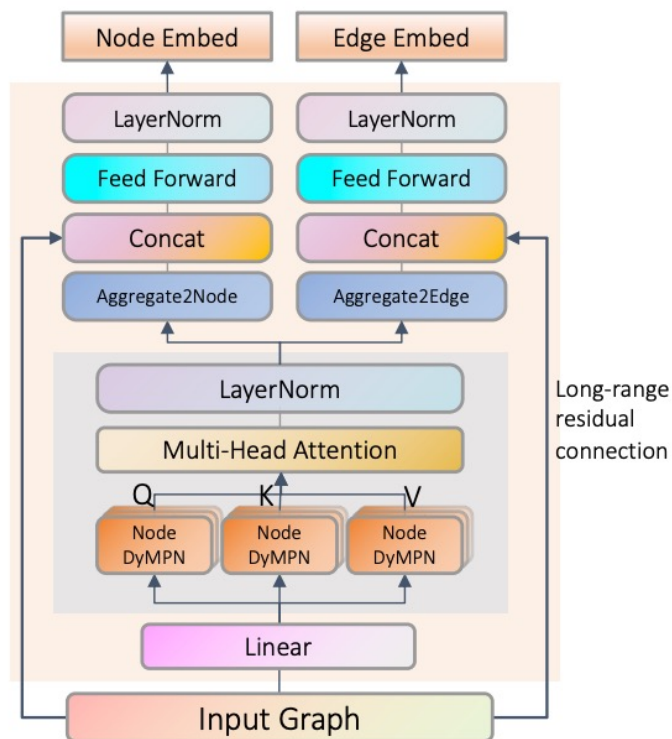 Node Embed
Edge Embed
LayerNorm
LayerNorm
Feed Forward
Feed Forward
Concat
Concat
Aggregate2Node
Aggregate2Edge
LayerNorm
Long-range
residual
connection
Multi-Head Attention
Q
K
V
Node
DyMPN
Node
DyMPN
Node
DyMPN
Linear
Input Graph